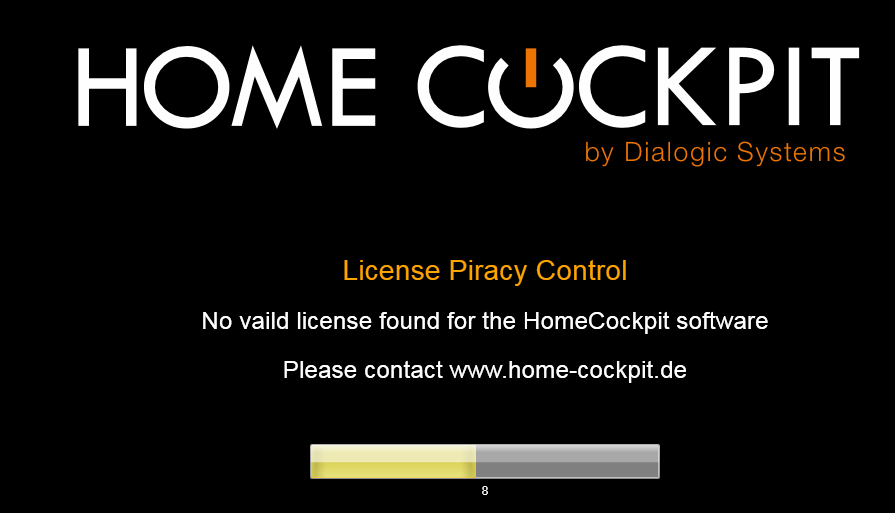 HOME COCKPIT
by Dialogic Systems
License Piracy Control
No vaild license found for the HomeCockpit software
Please contact www.home-cockpit.de
8